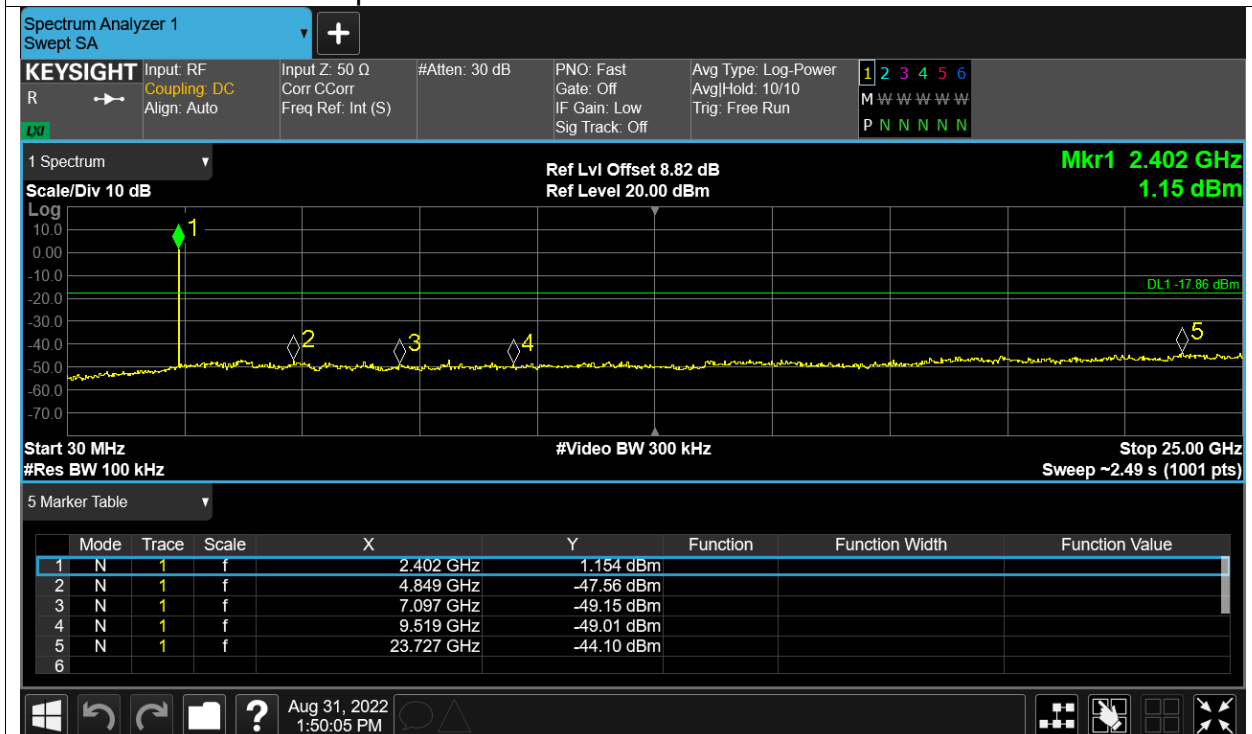 Spectrum Analyzer 1
Swept SA
+
KEYSIGHT
R
LXI
Input: RF
Coupling: DC
Align: Auto
Input Z: 50 Ω
Corr CCorr
Freq Ref: Int (S)
#Atten: 30 dB
PNO: Fast
Gate: Off
IF Gain: Low
Sig Track: Off
Avg Type: Log-Power
Avg|Hold: 10/10
Trig: Free Run
1 2 3 4 5 6
M W W W W W
P N N N N N N
1 Spectrum
Scale/Div 10 dB
Ref Lvl Offset 8.82 dB
Ref Level 20.00 dBm
Mkr1 2.402 GHz
1.15 dBm
Log
10.0
0.00
-10.0
-20.0
-30.0
-40.0
-50.0
-60.0
-70.0
1
2
3
4
5
DL1 -17.86 dBm
Start 30 MHz
#Res BW 100 kHz
#Video BW 300 kHz
Stop 25.00 GHz
Sweep ~2.49 s (1001 pts)
5 Marker Table
Mode Trace Scale X Y Function Function Width Function Value
1 N 1 f 2.402 GHz 1.154 dBm
2 N 1 f 4.849 GHz -47.56 dBm
3 N 1 f 7.097 GHz -49.15 dBm
4 N 1 f 9.519 GHz -49.01 dBm
5 N 1 f 23.727 GHz -44.10 dBm
6
?
Aug 31, 2022
1:50:05 PM